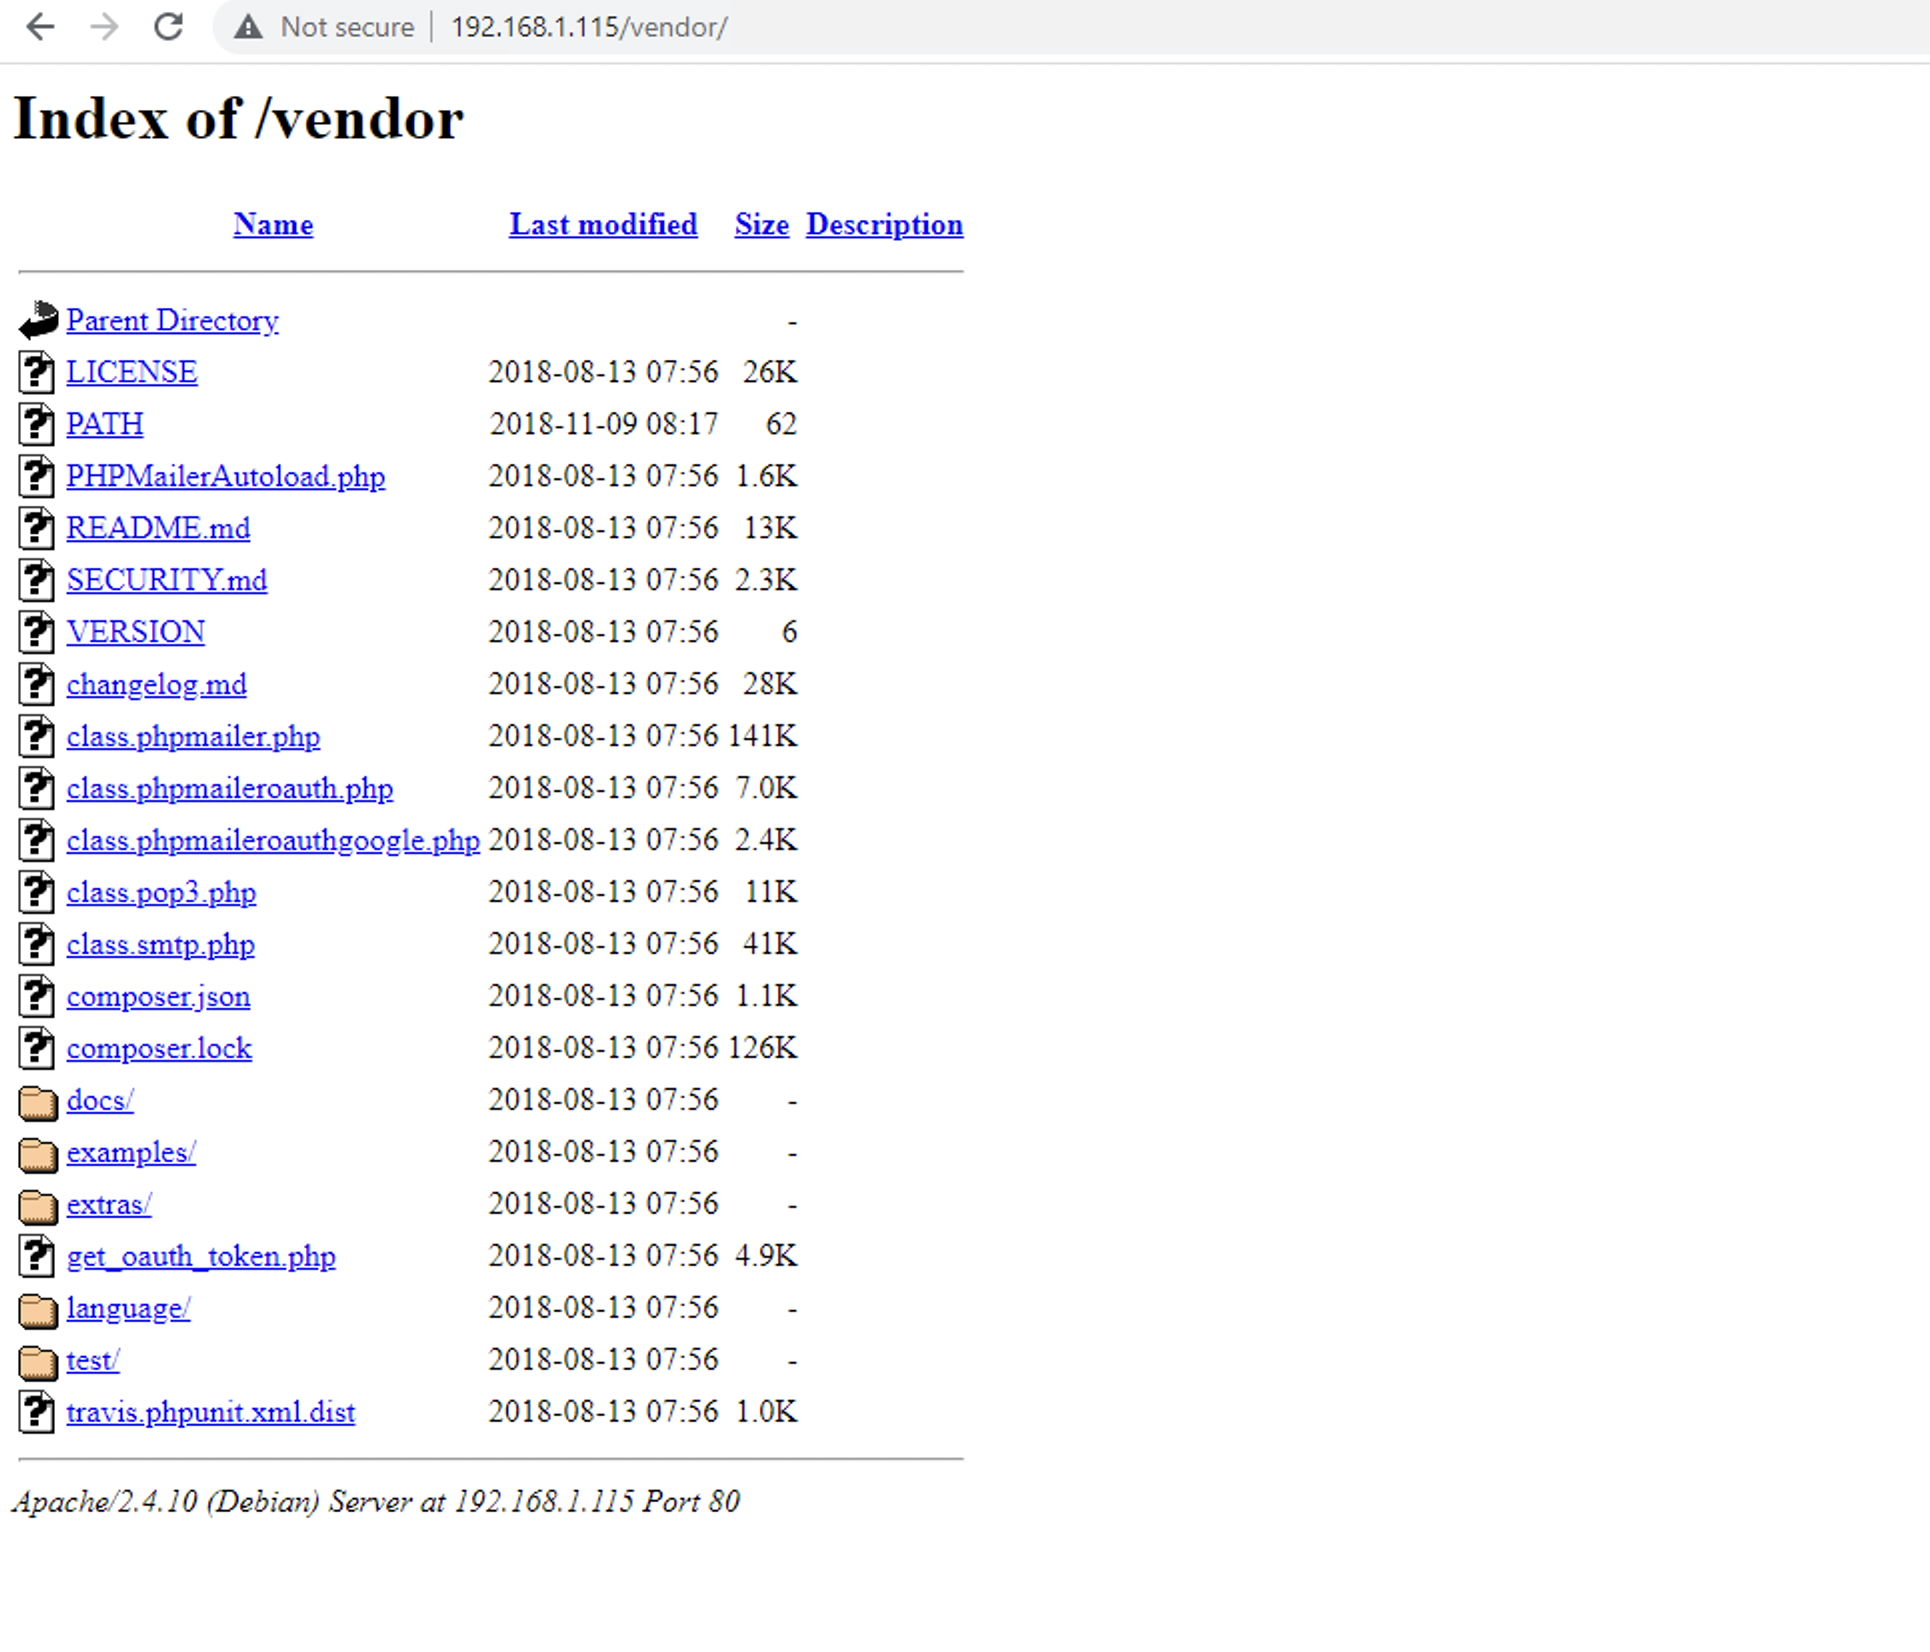 Not secure | 192.168.1.115/vendor/
Index of /vendor
Name Last modified Size Description
Parent Directory -
LICENSE 2018-08-13 07:56 26K
PATH 2018-11-09 08:17 62
PHPMailerAutoload.php 2018-08-13 07:56 1.6K
README.md 2018-08-13 07:56 13K
SECURITY.md 2018-08-13 07:56 2.3K
VERSION 2018-08-13 07:56 6
changelog.md 2018-08-13 07:56 28K
class.phpmailer.php 2018-08-13 07:56 141K
class.phpmaileroauth.php 2018-08-13 07:56 7.0K
class.phpmaileroauthgoogle.php 2018-08-13 07:56 2.4K
class.pop3.php 2018-08-13 07:56 11K
class.smtp.php 2018-08-13 07:56 41K
composer.json 2018-08-13 07:56 1.1K
composer.lock 2018-08-13 07:56 126K
docs/ 2018-08-13 07:56 -
examples/ 2018-08-13 07:56 -
extras/ 2018-08-13 07:56 -
get_oauth_token.php 2018-08-13 07:56 4.9K
language/ 2018-08-13 07:56 -
test/ 2018-08-13 07:56 -
travis.phpunit.xml.dist 2018-08-13 07:56 1.0K
Apache/2.4.10 (Debian) Server at 192.168.1.115 Port 80